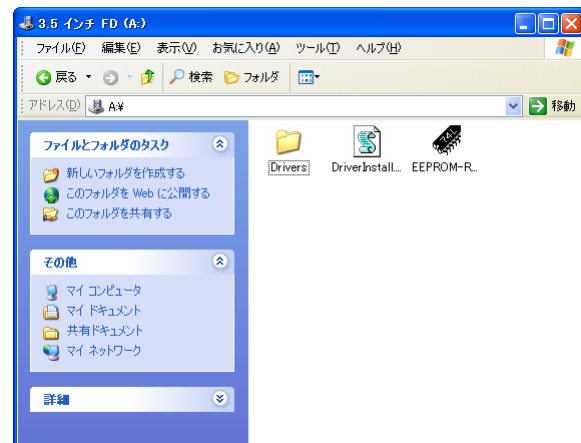 3.5 インチ FD (A:)
ファイル(F) 編集(E) 表示(V) お気に入り(A) ツール(T) ヘルプ(H)
戻る 検索 フォルダ
アドレス(D) A:¥ 移動
ファイルとフォルダのタスク
新しいフォルダを作成する
このフォルダを Web に公開する
このフォルダを共有する
その他
マイ コンピュータ
マイ ドキュメント
共有ドキュメント
マイ ネットワーク
詳細
Drivers DriverInstall... EEPROM-R...